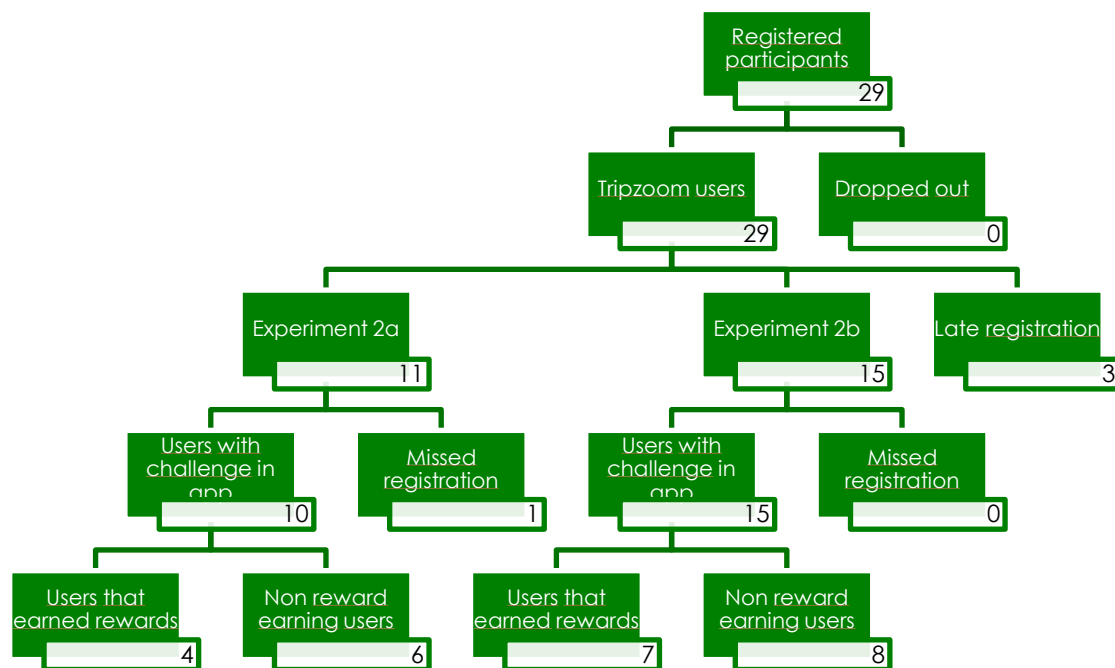 Registered
participants
29
Tripzoom users
29
Dropped out
0
Experiment 2a
11
Experiment 2b
15
Late registration
3
Users with
challenge in
app
10
Missed
registration
1
Users with
challenge in
app
15
Missed
registration
0
Users that
earned rewards
4
Non reward
earning users
6
Users that
earned rewards
7
Non reward
earning users
8